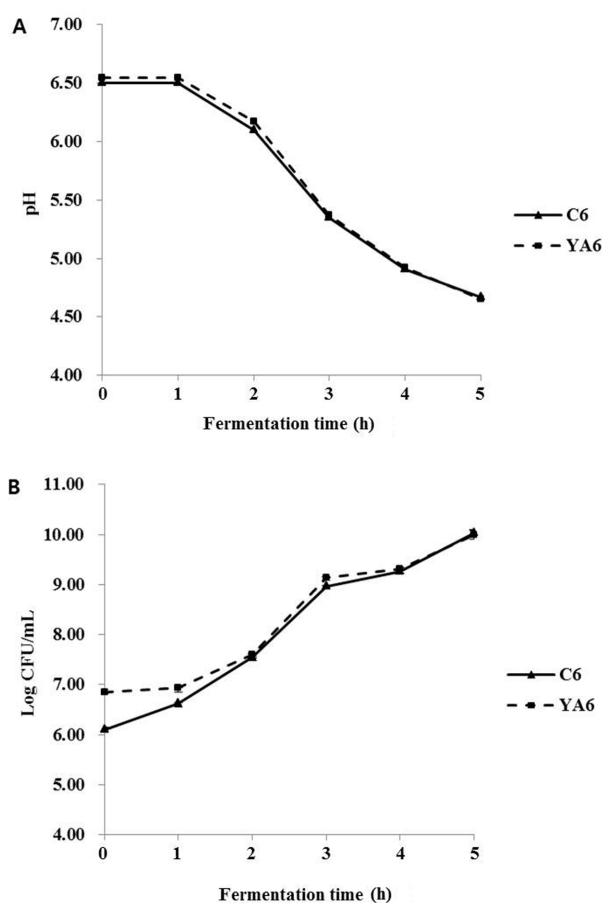 A
7.00
6.50
6.00
5.50
5.00
4.50
4.00
pH
0 1 2 3 4 5
Fermentation time (h)
C6
YA6
B
11.00
10.00
9.00
8.00
7.00
6.00
5.00
4.00
Log CFU/mL
0 1 2 3 4 5
Fermentation time (h)
C6
YA6